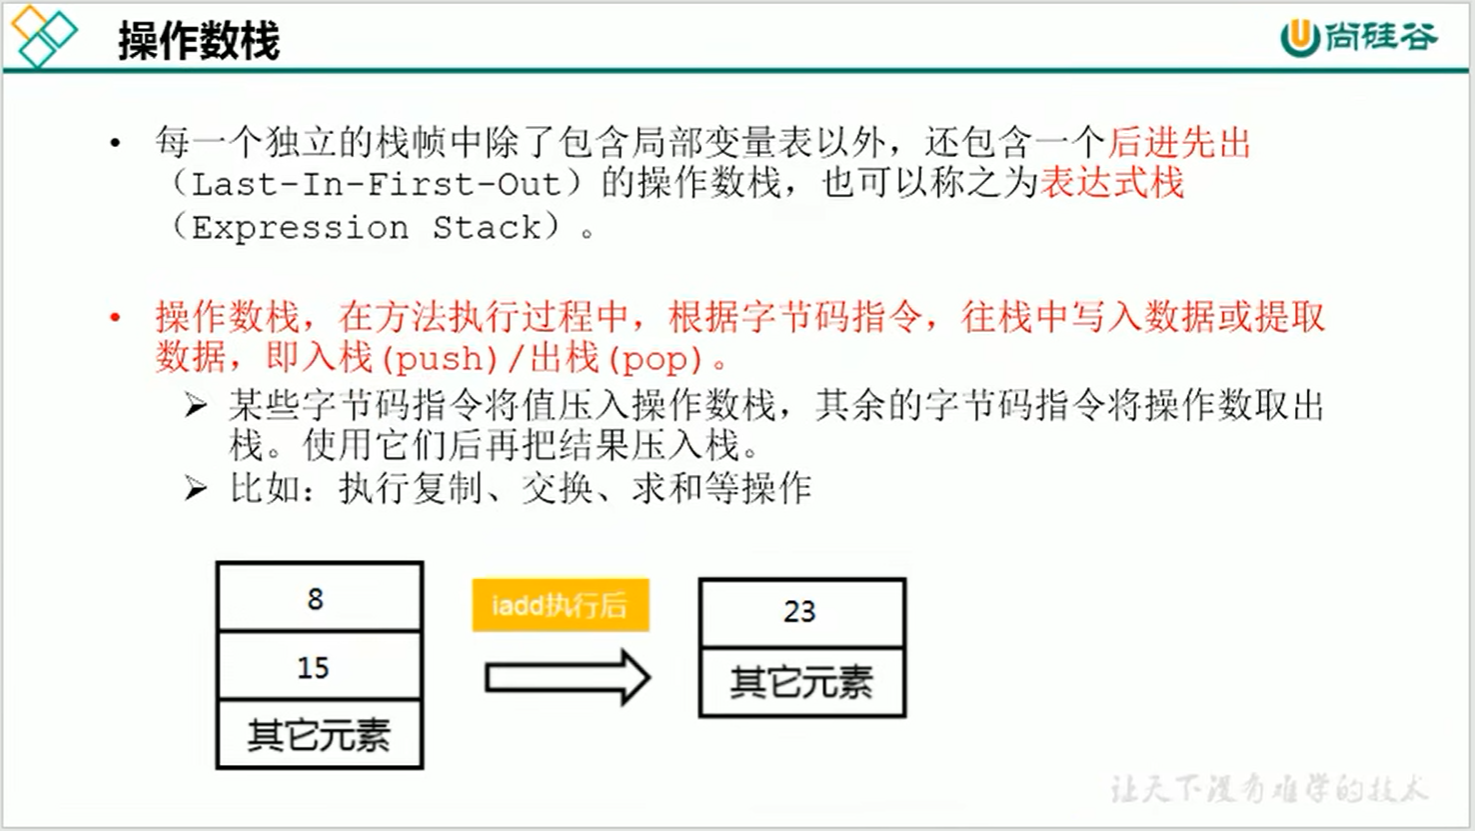 操作数栈
尚硅谷
• 每一个独立的栈帧中除了包含局部变量表以外，还包含一个后进先出
（Last-In-First-Out）的操作数栈，也可以称之为表达式栈
（Expression Stack）。
• 操作数栈，在方法执行过程中，根据字节码指令，往栈中写入数据或提取
数据，即入栈(push)/出栈(pop)。
➢ 某些字节码指令将值压入操作数栈，其余的字节码指令将操作数取出
栈。使用它们后再把结果压入栈。
➢ 比如：执行复制、交换、求和等操作
8
15
其它元素
iadd执行后
23
其它元素
让天下没有难学的技术